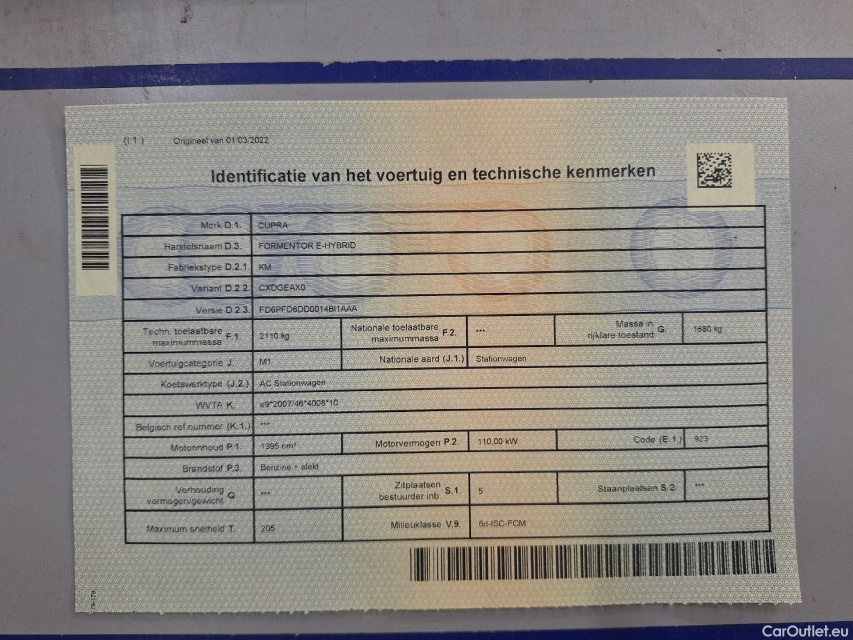 (I.1) Origineel van 01/03/2022
Identificatie van het voertuig en technische kenmerken
Merk D.1. CUPRA
Handelsnaam D.3. FORMENTOR E-HYBRID
Fabriekstype D.2.1. KM
Variant D.2.2. CXDGEAX0
Versie D.2.3. FD6PFD6DD0014BI1AAA
Techn. toelaatbare maximummassa F.1. 2110 kg Nationale toelaatbare maximummassa F.2. *** Massa in rijklare toestand G. 1680 kg
Voertuigcategorie J. M1 Nationale aard (J.1.) Stationwagen
Koetswerktype (J.2.) AC Stationwagen
WVTA K. e9*2007/46*4008*10
Belgisch ref.nummer (K.1.) ***
Motorinhoud P.1. 1395 cm³ Motorvermogen P.2. 110,00 kW Code (E.1.) 923
Brandstof P.3. Benzine + elekt
Verhouding vermogen/gewicht Q. *** Zitplaatsen bestuurder inb. S.1. 5 Staanplaatsen S.2. ***
Maximum snelheid T. 205 Milieuklasse V.9. 6d-ISC-FCM
CarOutlet.eu